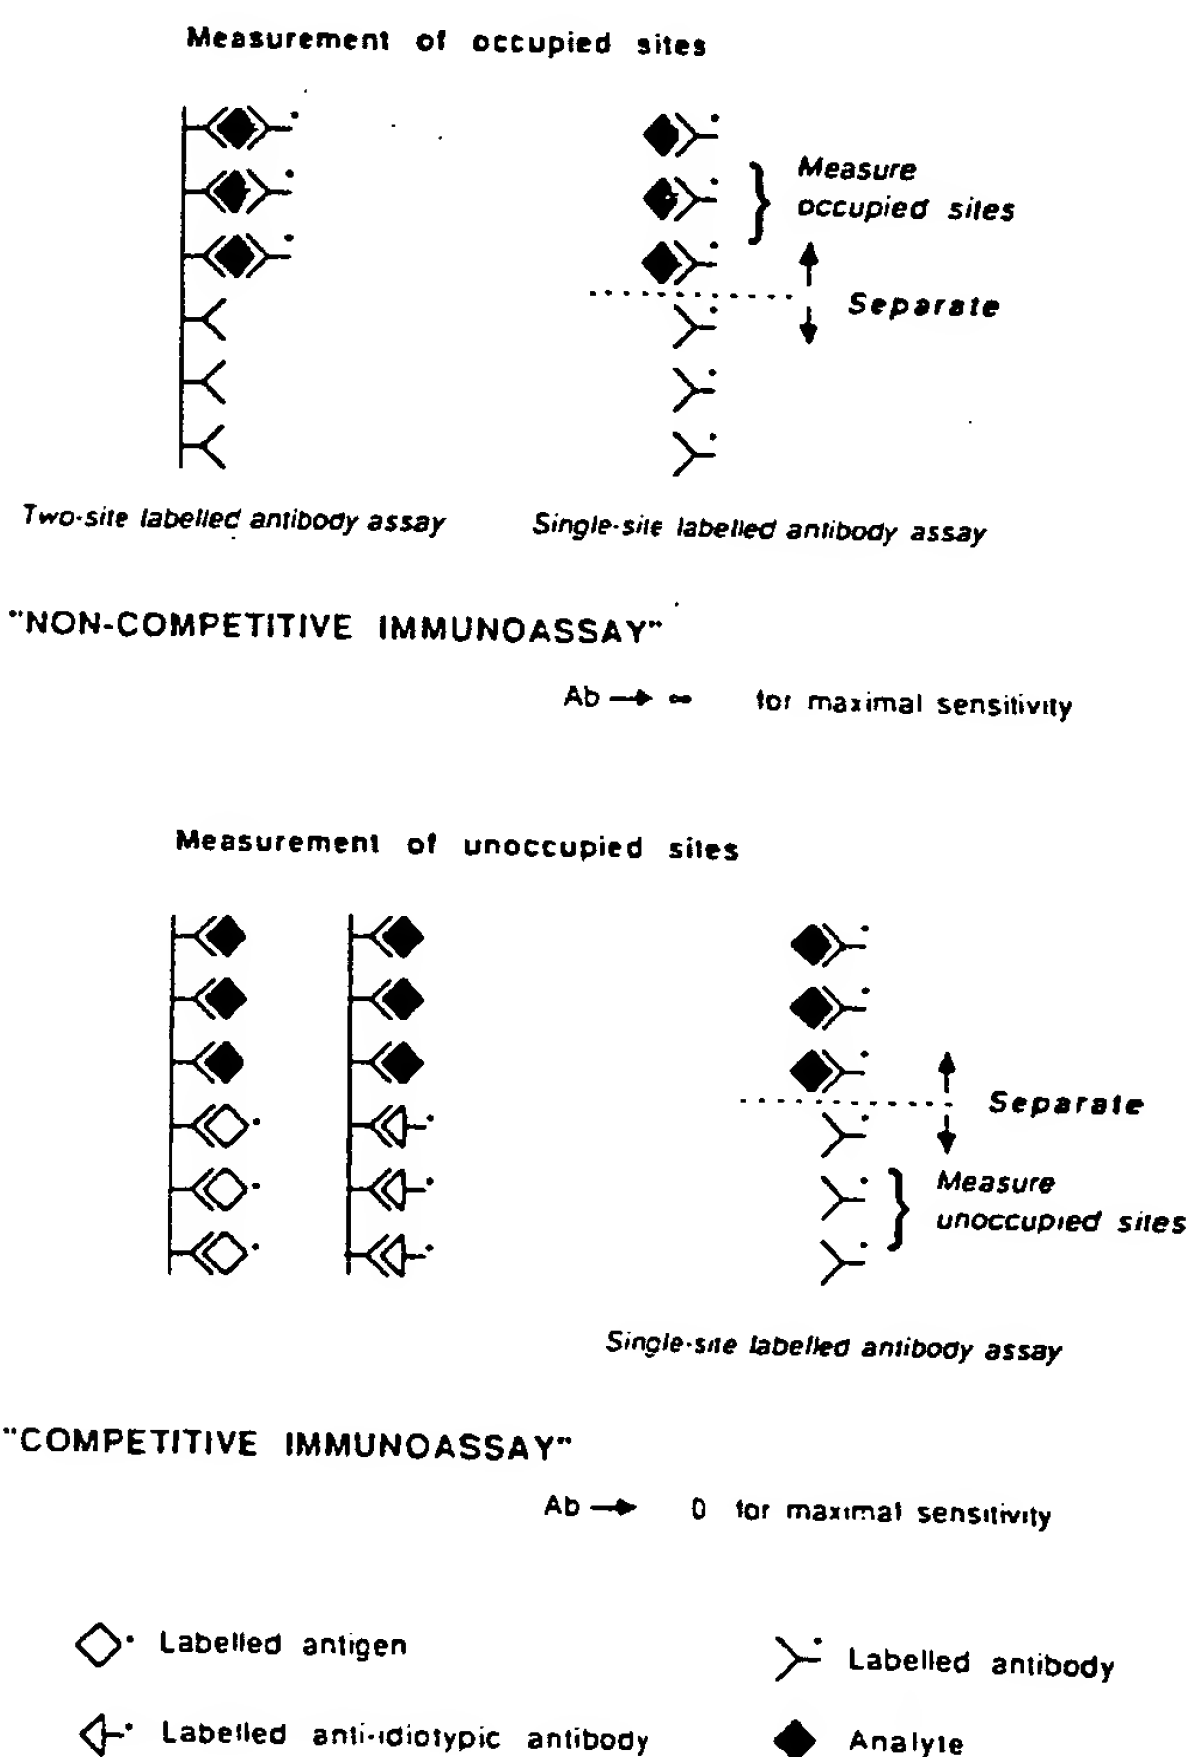 Measurement of occupied sites
Measure
occupied sites
Separate
Two-site labelled antibody assay
Single-site labelled antibody assay
"NON-COMPETITIVE IMMUNOASSAY"
Ab → ∞ for maximal sensitivity
Measurement of unoccupied sites
Separate
Measure
unoccupied sites
Single-site labelled antibody assay
"COMPETITIVE IMMUNOASSAY"
Ab → 0 for maximal sensitivity
Labelled antigen
Labelled antibody
Labelled anti-idiotypic antibody
Analyte